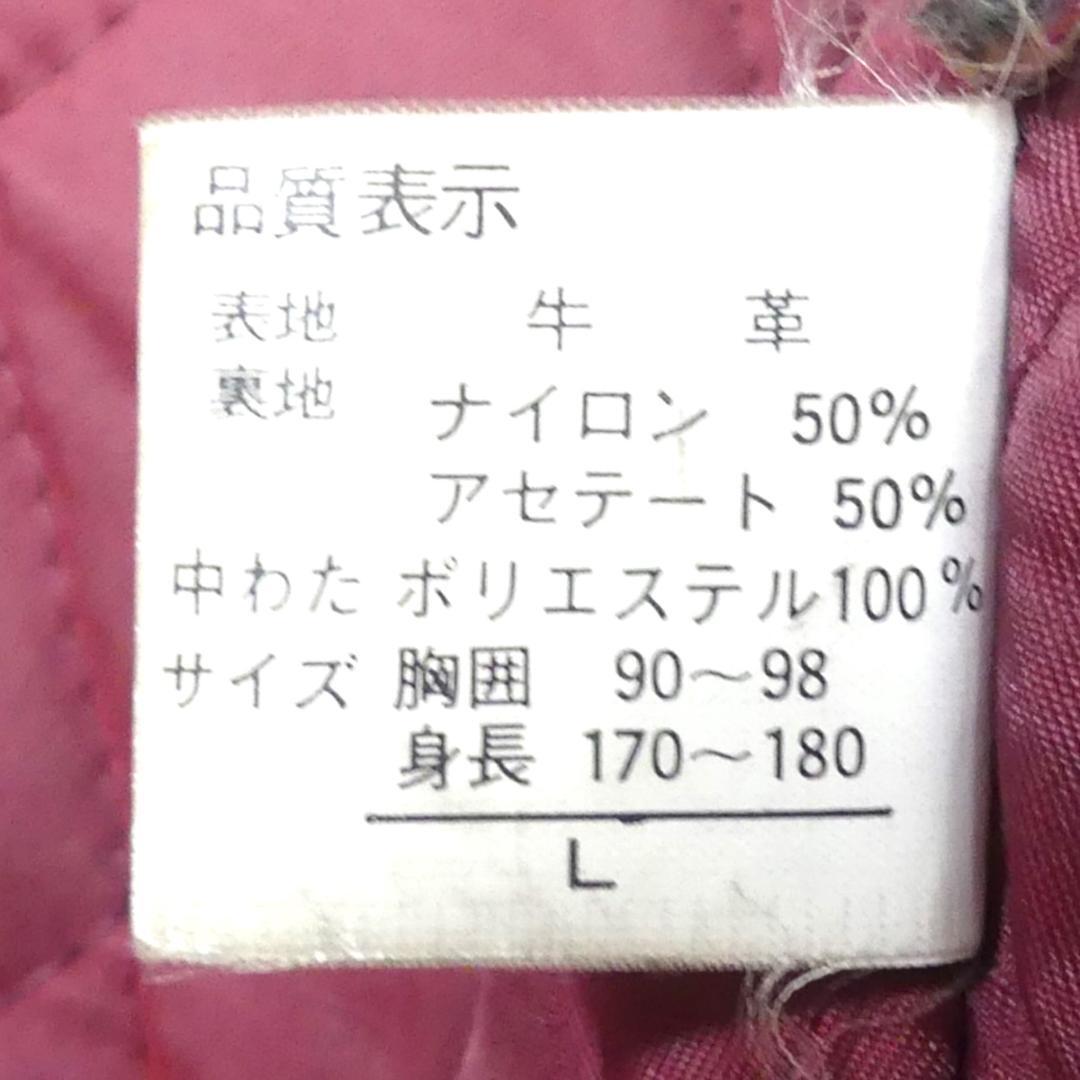 品質表示
表地 牛 革
裏地 ナイロン 50%
アセテート 50%
中わた ポリエステル100%
サイズ 胸囲 90〜98
身長 170〜180
L